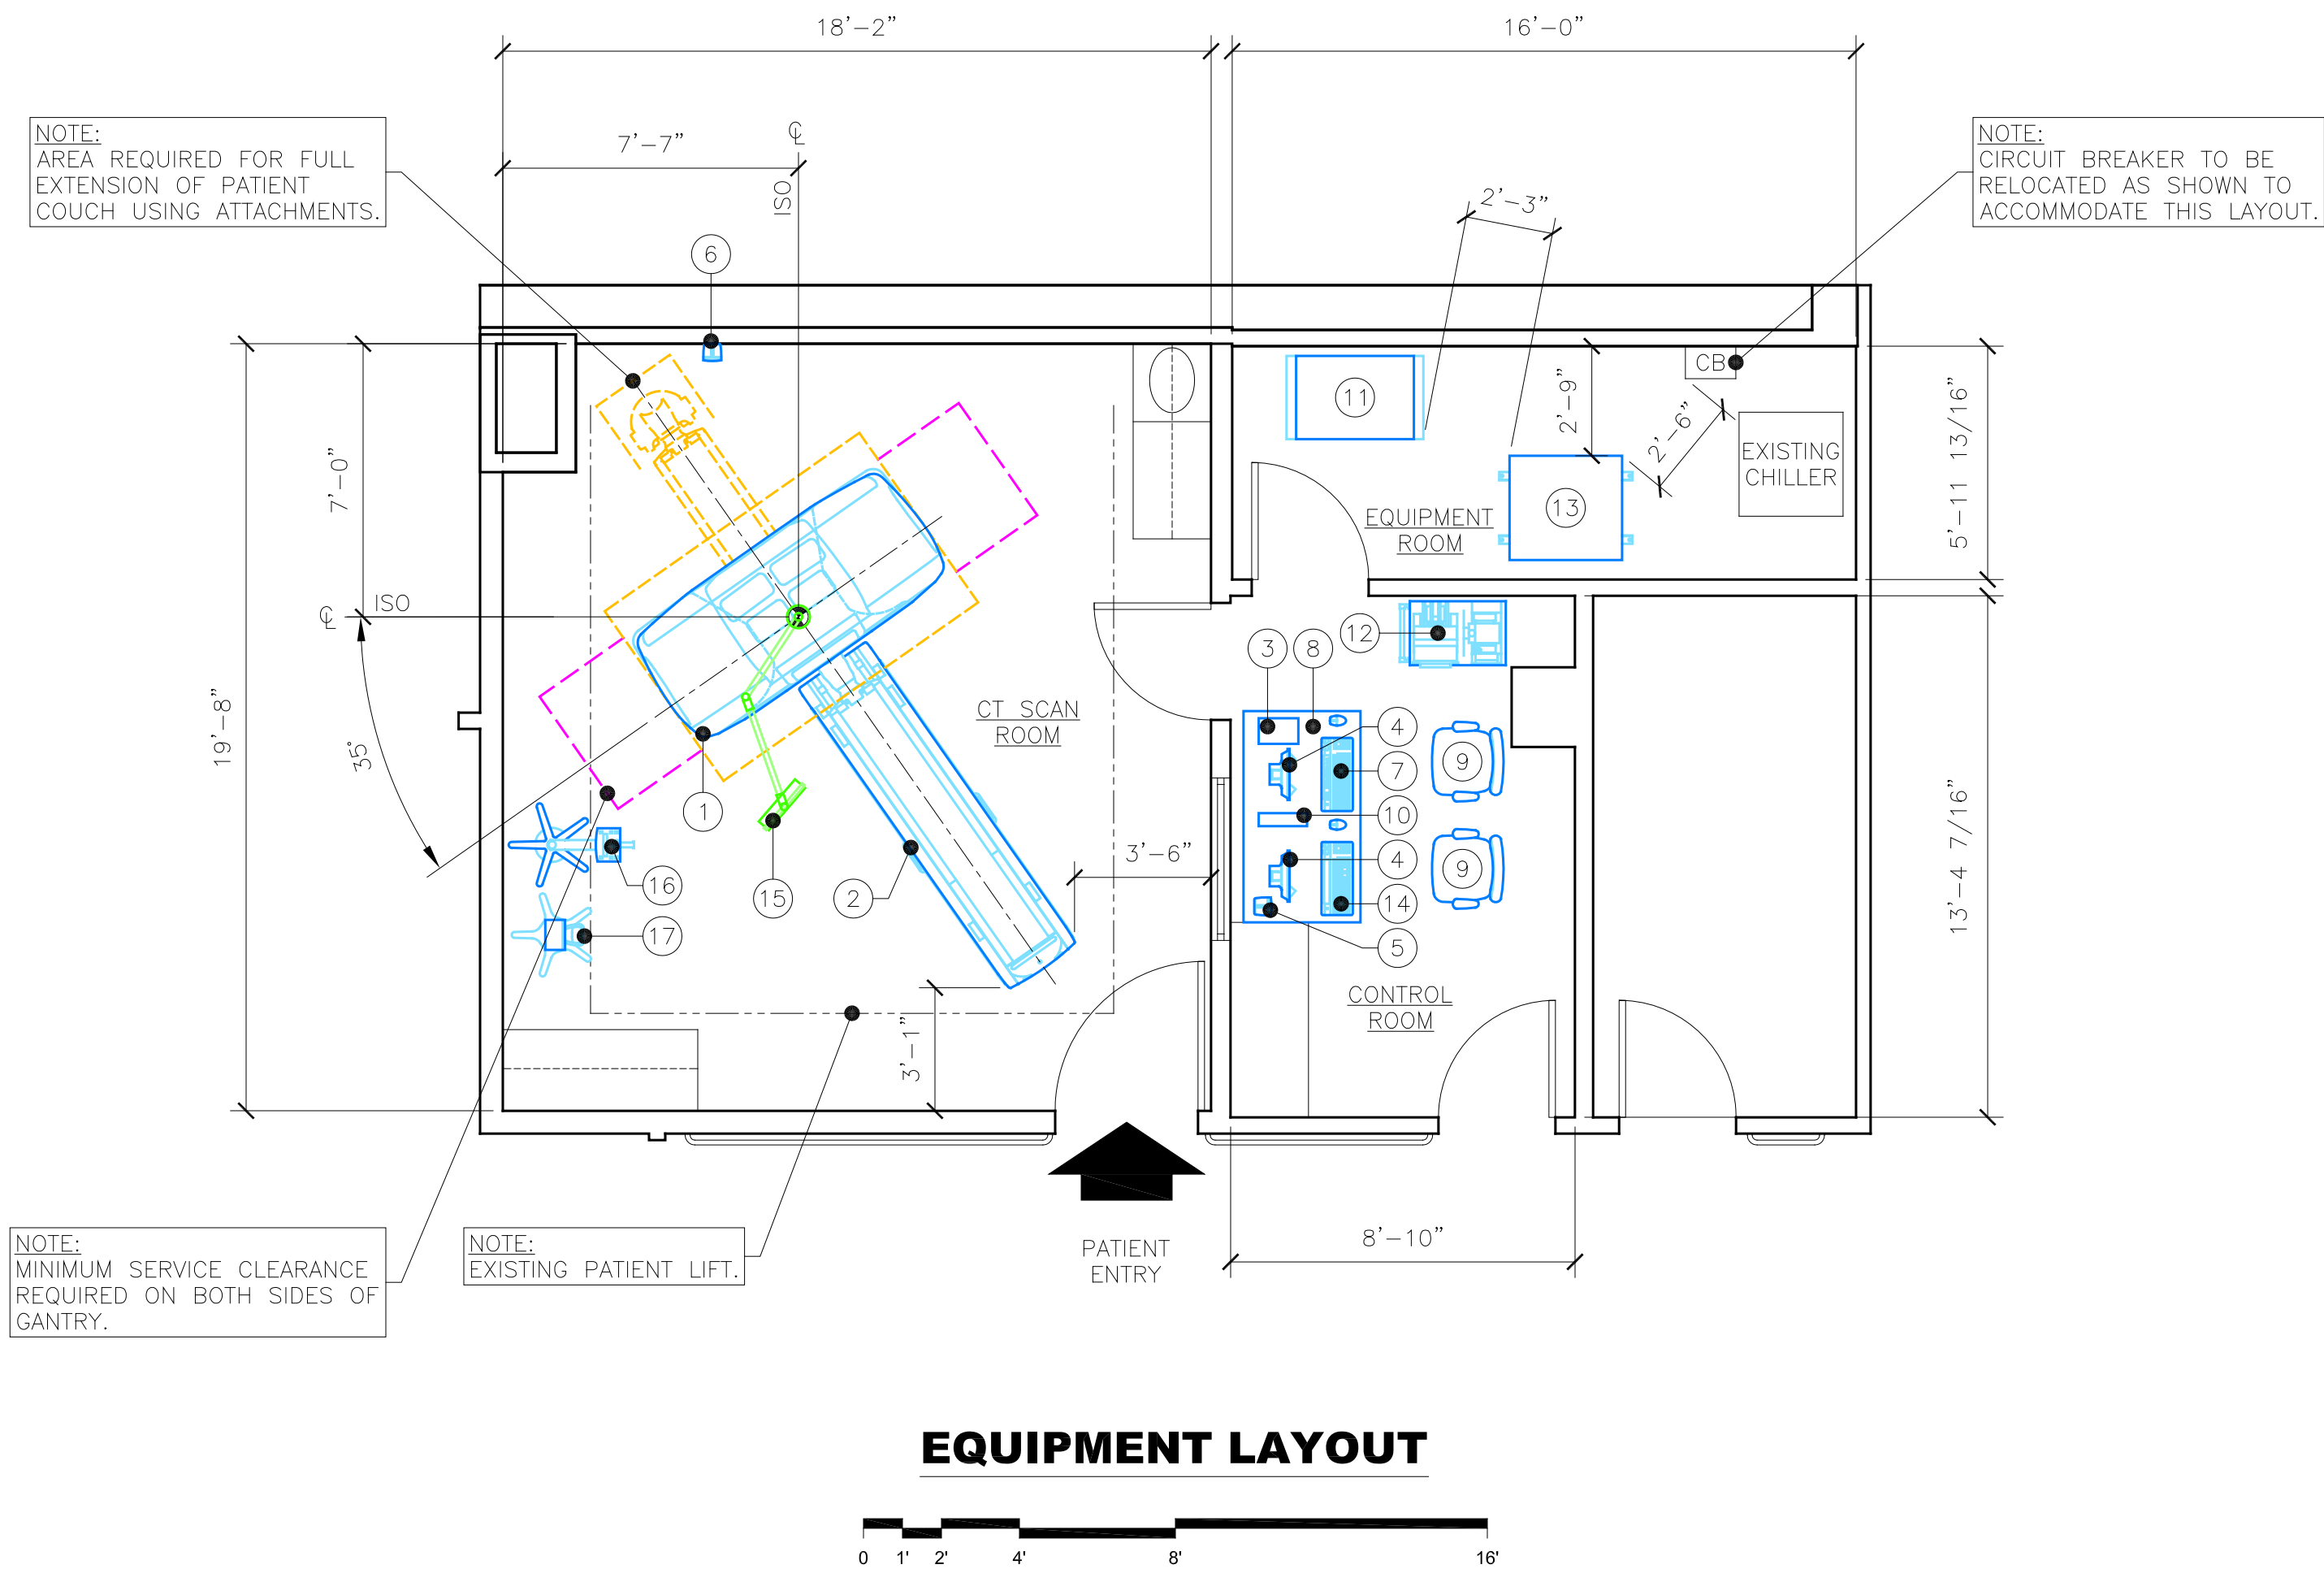 18'-2"
16'-0"
NOTE:
AREA REQUIRED FOR FULL
EXTENSION OF PATIENT
COUCH USING ATTACHMENTS.
7'-7"
℄
ISO
2'-3"
NOTE:
CIRCUIT BREAKER TO BE
RELOCATED AS SHOWN TO
ACCOMMODATE THIS LAYOUT.
6
CB
11
2'-9"
2'-6"
5'-11 13/16"
EXISTING
CHILLER
7'-0"
13
EQUIPMENT
ROOM
℄ ISO
35°
19'-8"
CT SCAN
ROOM
3
8
12
4
7
9
10
4
9
14
5
1
3'-6"
16
15
2
17
13'-4 7/16"
CONTROL
ROOM
3'-1"
NOTE:
MINIMUM SERVICE CLEARANCE
REQUIRED ON BOTH SIDES OF
GANTRY.
NOTE:
EXISTING PATIENT LIFT.
PATIENT
ENTRY
8'-10"
EQUIPMENT LAYOUT
0 1' 2' 4' 8' 16'